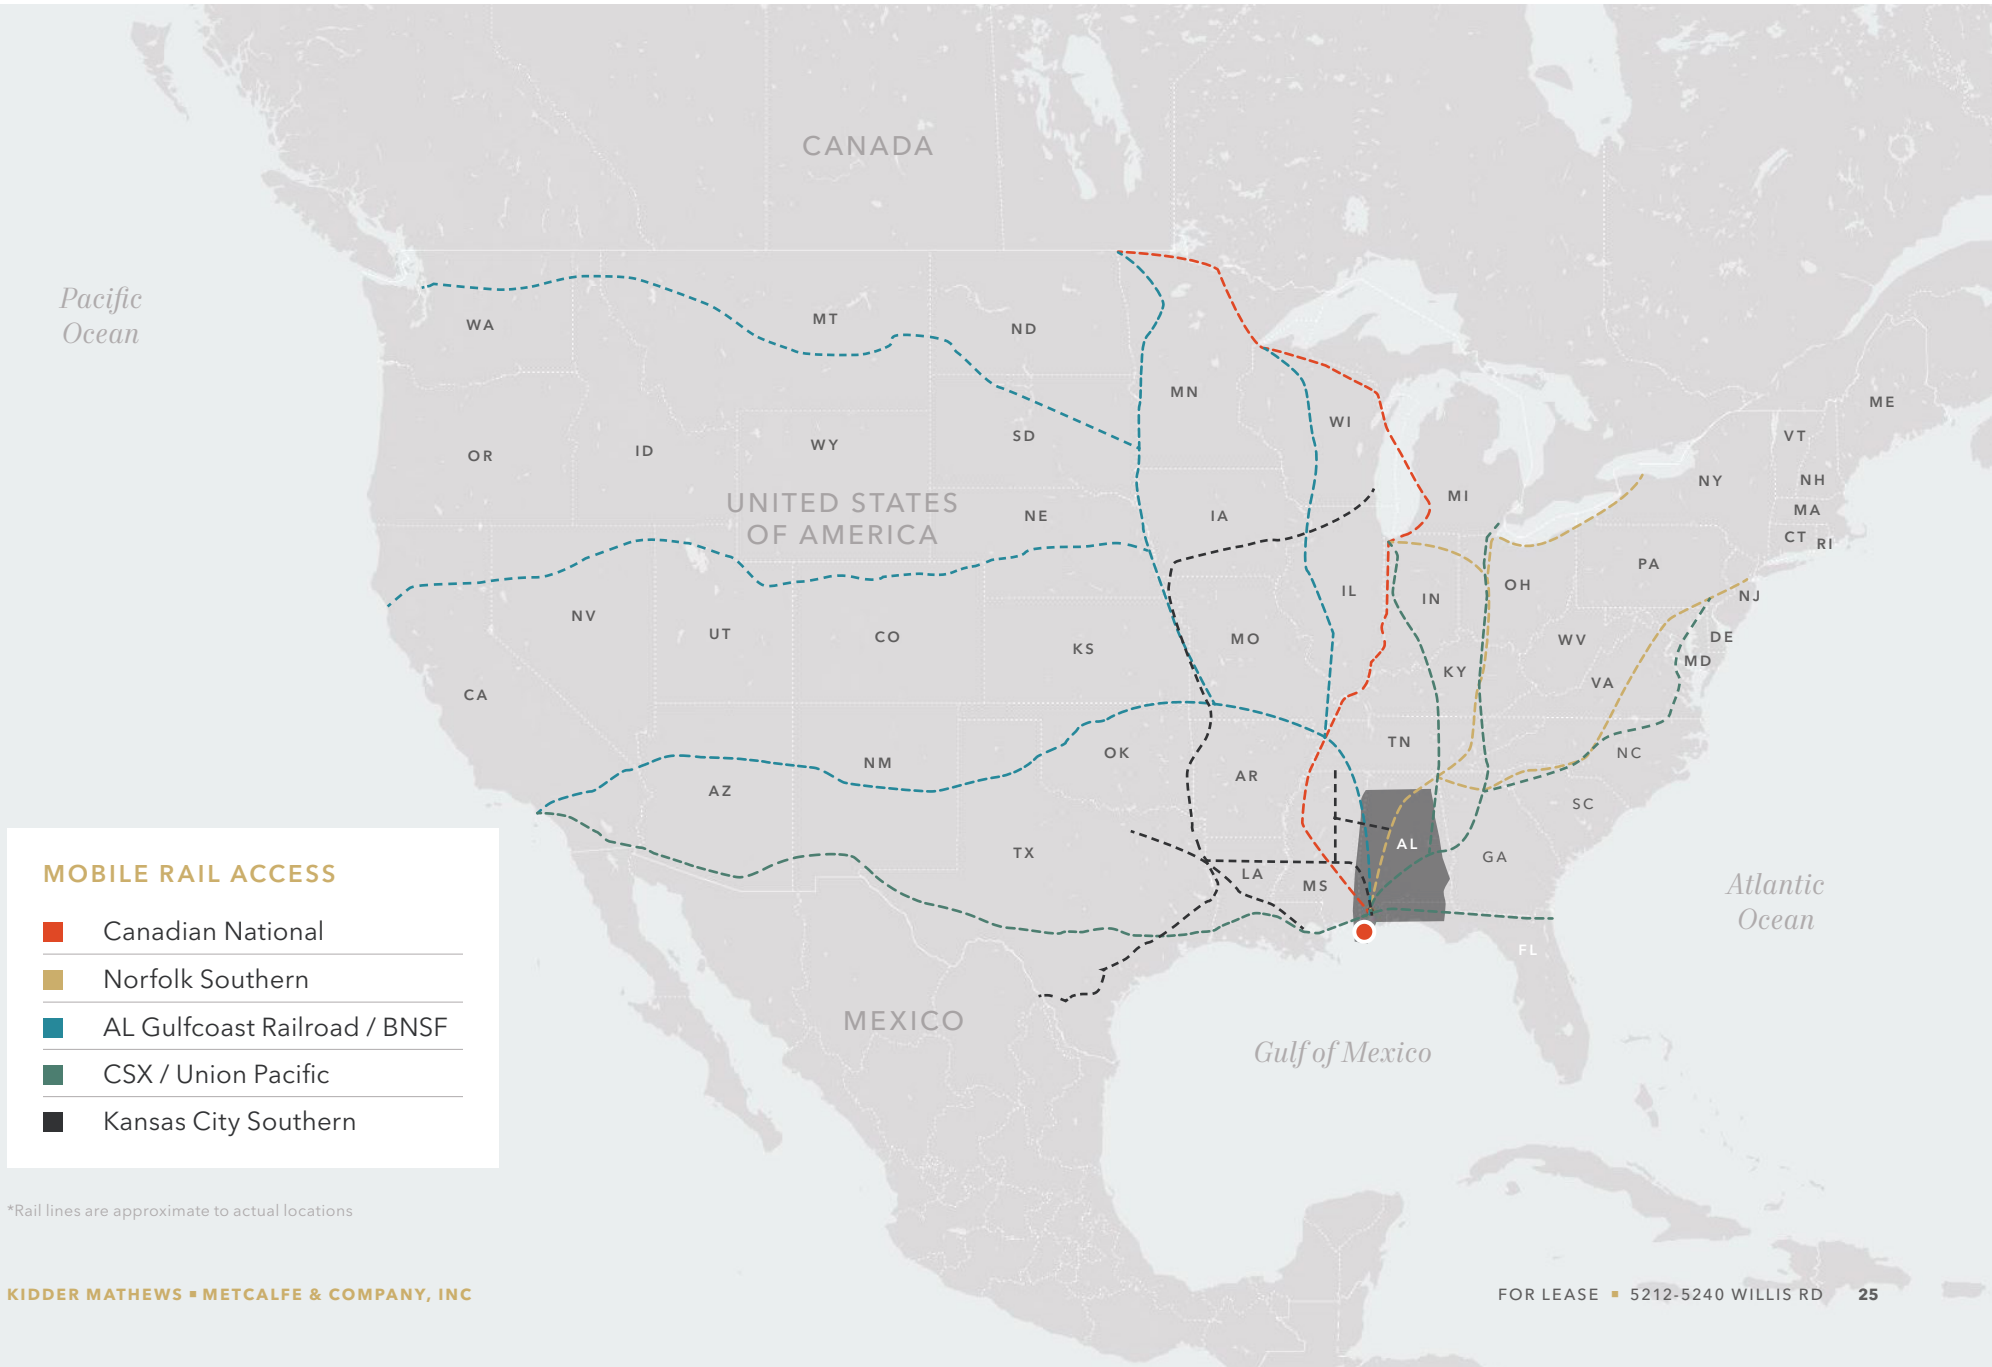 CANADA
Pacific
Ocean
WA
MT
ND
MN
WI
ME
VT
OR
ID
WY
SD
NY
NH
MI
UNITED STATES
OF AMERICA
NE
IA
MA
CT
RI
PA
OH
IL
IN
NJ
NV
UT
CO
KS
MO
WV
DE
MD
KY
VA
CA
OK
TN
NC
NM
AR
AZ
SC
TX
AL
GA
LA
MS
Atlantic
Ocean
FL
MEXICO
Gulf of Mexico
MOBILE RAIL ACCESS
Canadian National
Norfolk Southern
AL Gulfcoast Railroad / BNSF
CSX / Union Pacific
Kansas City Southern
*Rail lines are approximate to actual locations
KIDDER MATHEWS ▪ METCALFE & COMPANY, INC
FOR LEASE ▪ 5212-5240 WILLIS RD 25